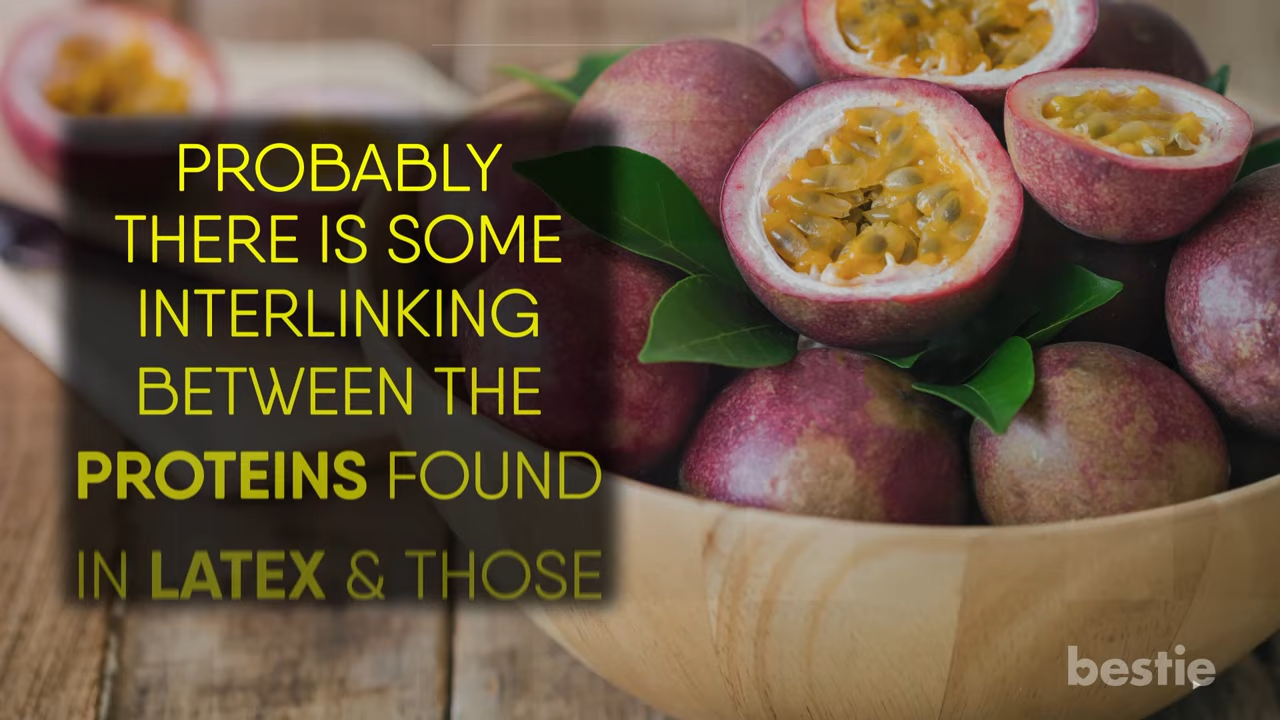 PROBABLY
THERE IS SOME
INTERLINKING
BETWEEN THE
PROTEINS FOUND
IN LATEX & THOSE
bestie